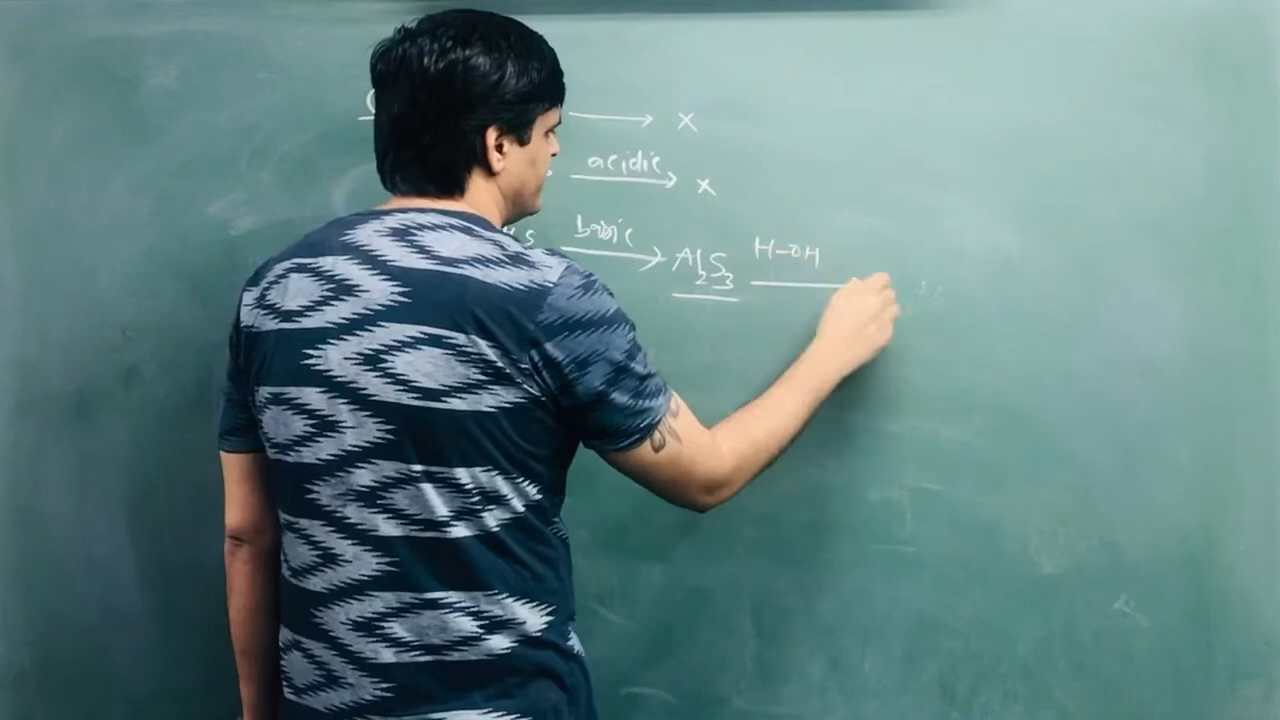 → x
acidic → x
basic → Al2S3 H-OH